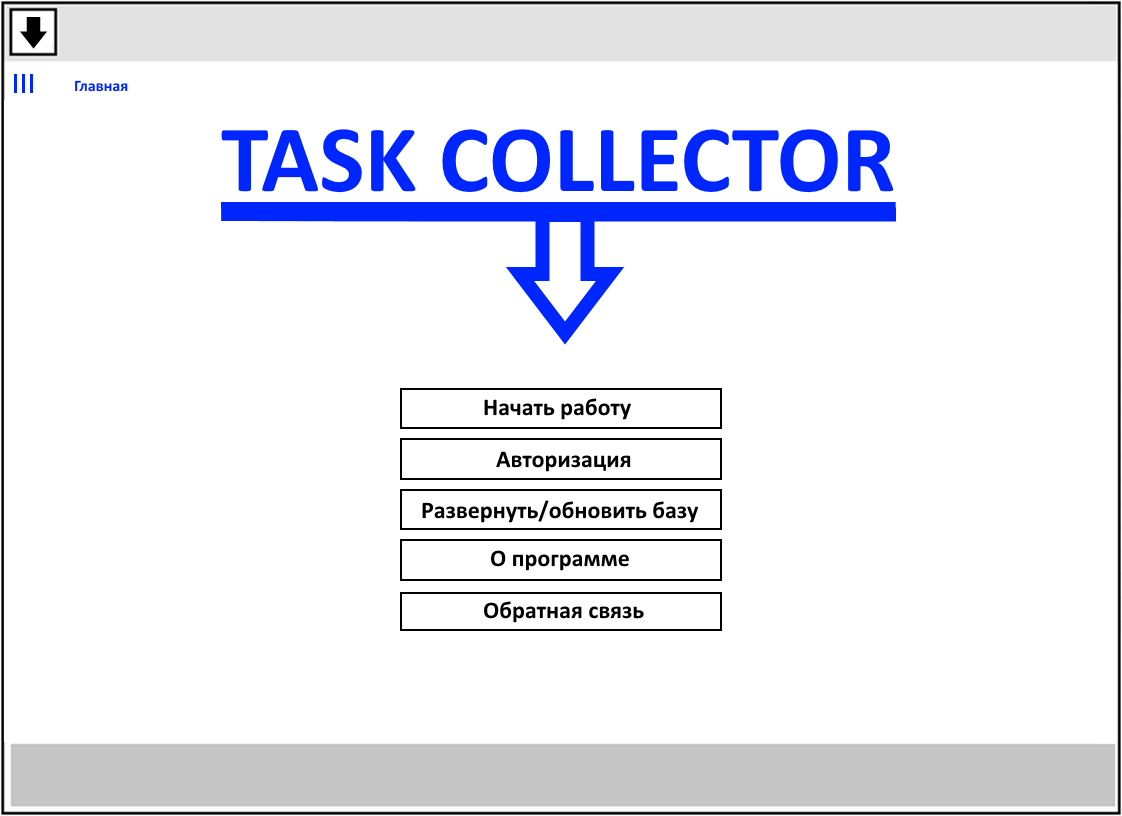 Главная
TASK COLLECTOR
Начать работу
Авторизация
Развернуть/обновить базу
О программе
Обратная связь